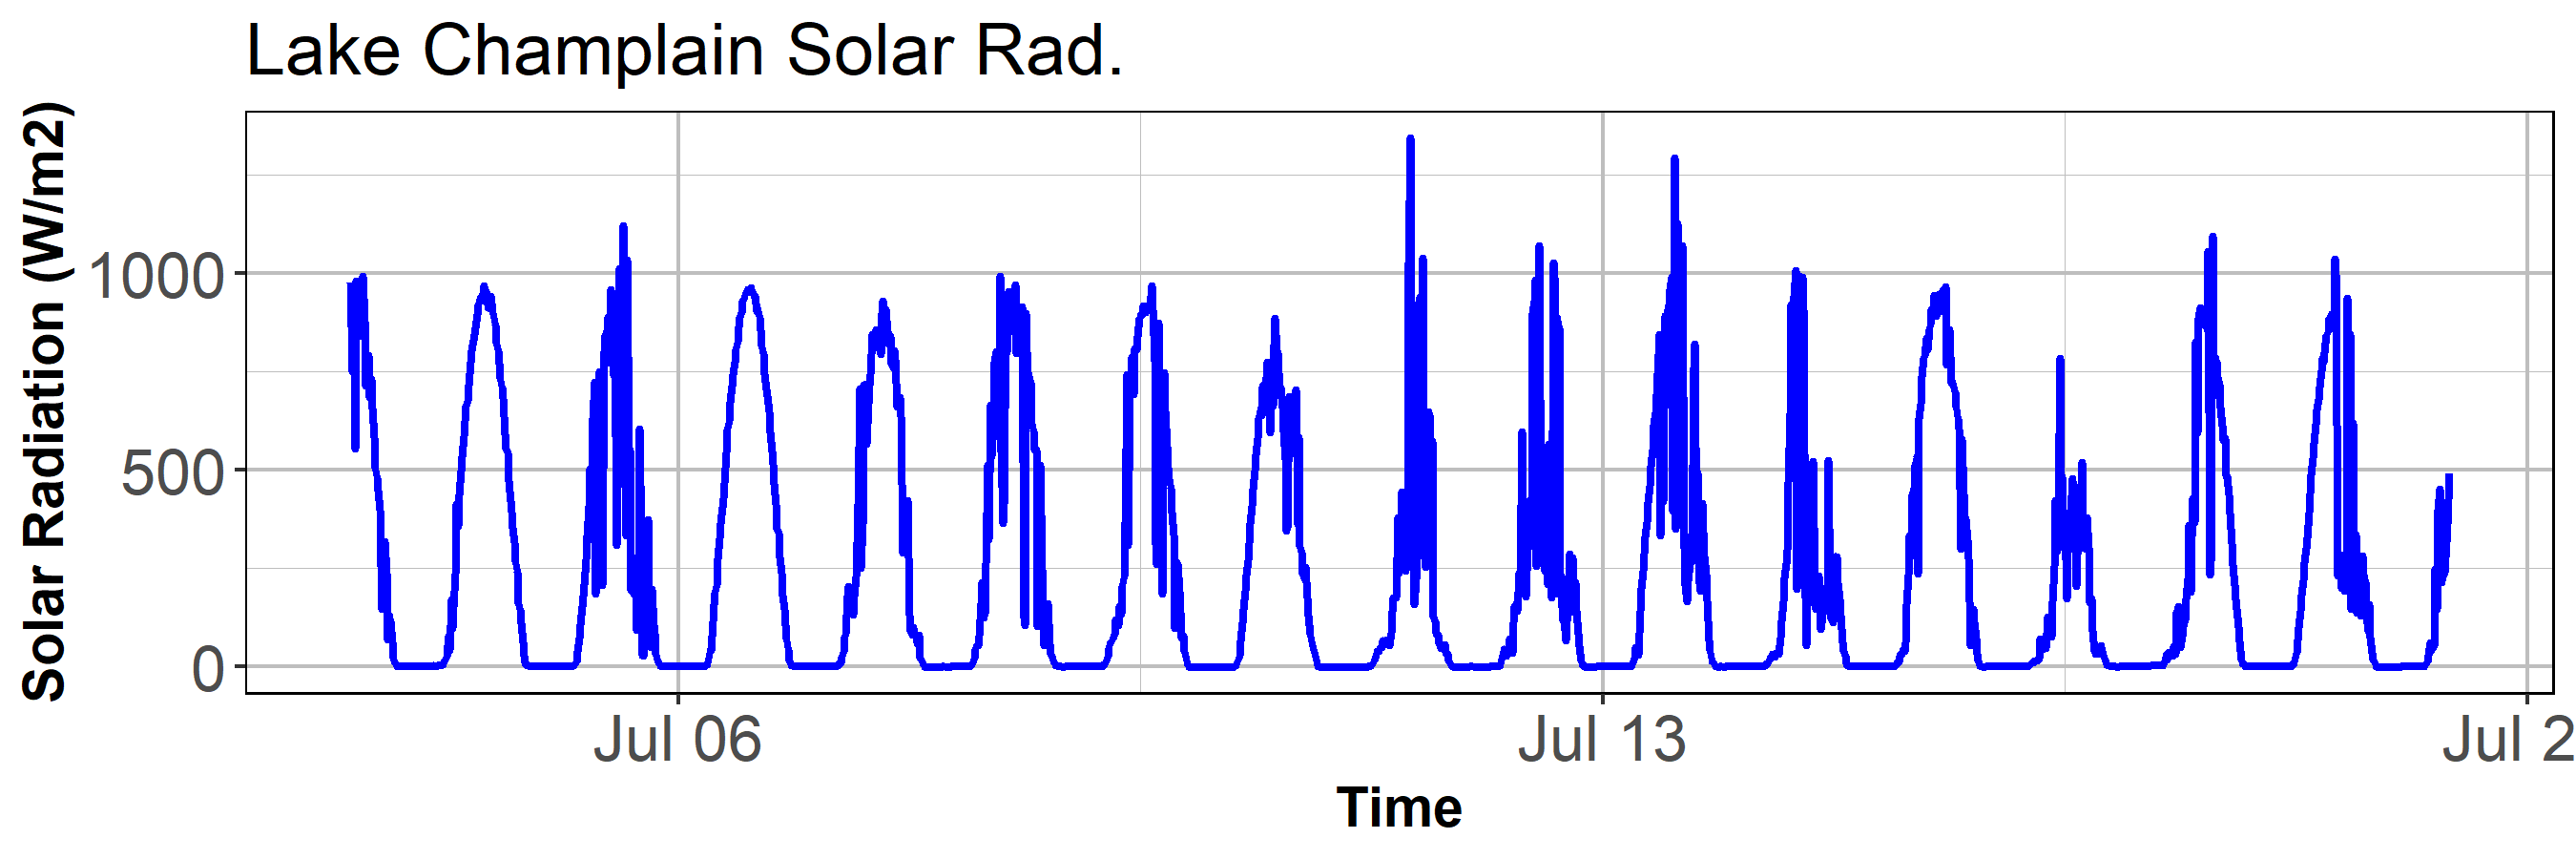 Lake Champlain Solar Rad.
Solar Radiation (W/m2)
1000
500
0
Jul 06
Jul 13
Jul 2
Time